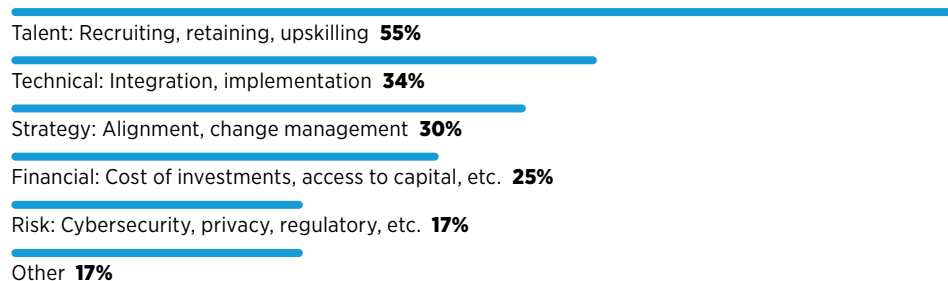 Talent: Recruiting, retaining, upskilling 55%
Technical: Integration, implementation 34%
Strategy: Alignment, change management 30%
Financial: Cost of investments, access to capital, etc. 25%
Risk: Cybersecurity, privacy, regulatory, etc. 17%
Other 17%